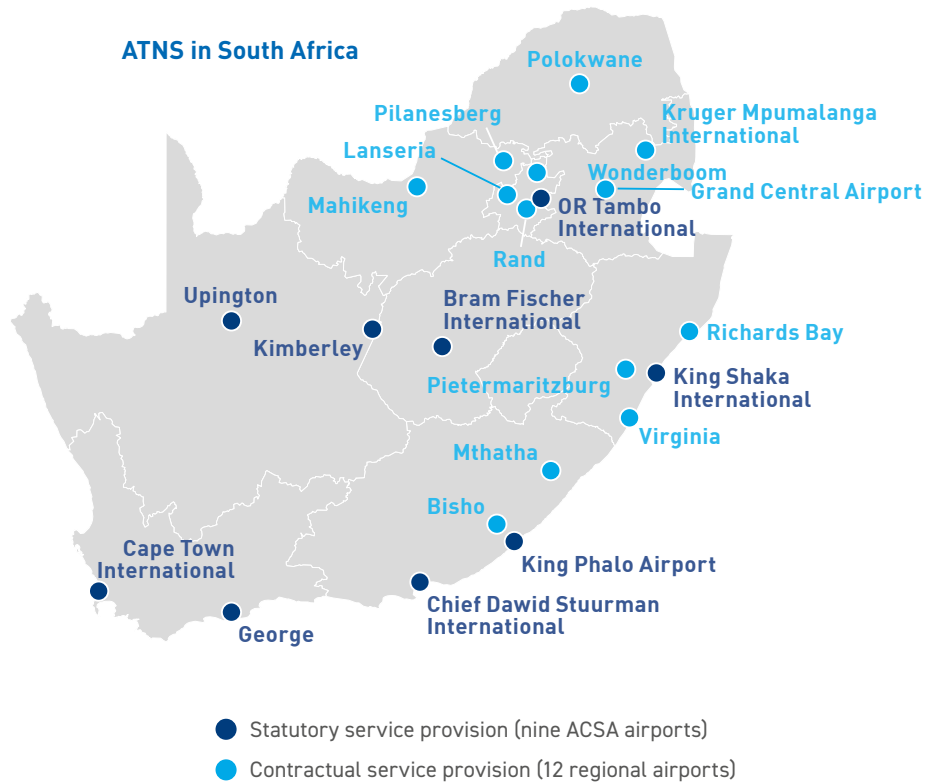 ATNS in South Africa
Polokwane
Pilanesberg
Kruger Mpumalanga
International
Lanseria
Wonderboom
Grand Central Airport
Mahikeng
OR Tambo
International
Rand
Upington
Bram Fischer
International
Kimberley
Richards Bay
Pietermaritzburg
King Shaka
International
Virginia
Mthatha
Bisho
Cape Town
International
King Phalo Airport
Chief Dawid Stuurman
International
George
Statutory service provision (nine ACSA airports)
Contractual service provision (12 regional airports)